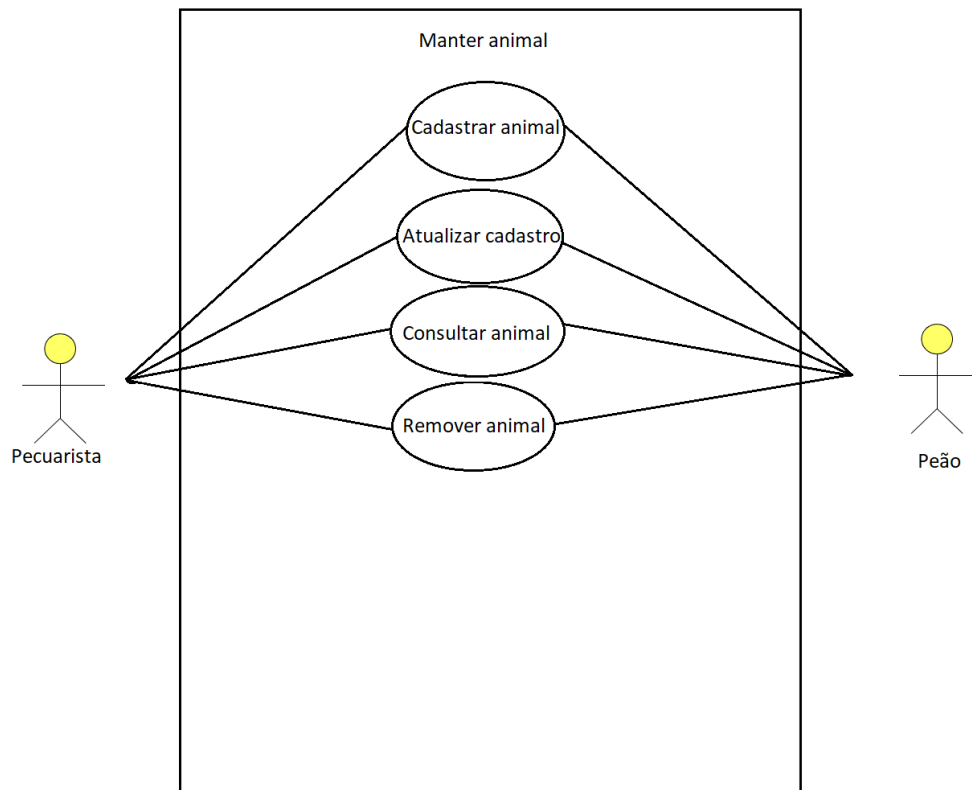 Manter animal
Cadastrar animal
Atualizar cadastro
Consultar animal
Remover animal
Pecuarista
Peão